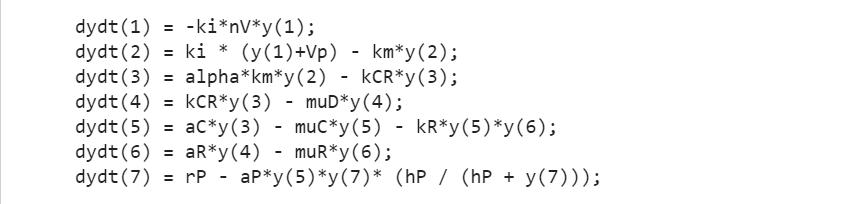 dydt(1) = -ki*nV*y(1);
dydt(2) = ki * (y(1)+Vp) - km*y(2);
dydt(3) = alpha*km*y(2) - kCR*y(3);
dydt(4) = kCR*y(3) - muD*y(4);
dydt(5) = aC*y(3) - muC*y(5) - kR*y(5)*y(6);
dydt(6) = aR*y(4) - muR*y(6);
dydt(7) = rP - aP*y(5)*y(7)* (hP / (hP + y(7)));